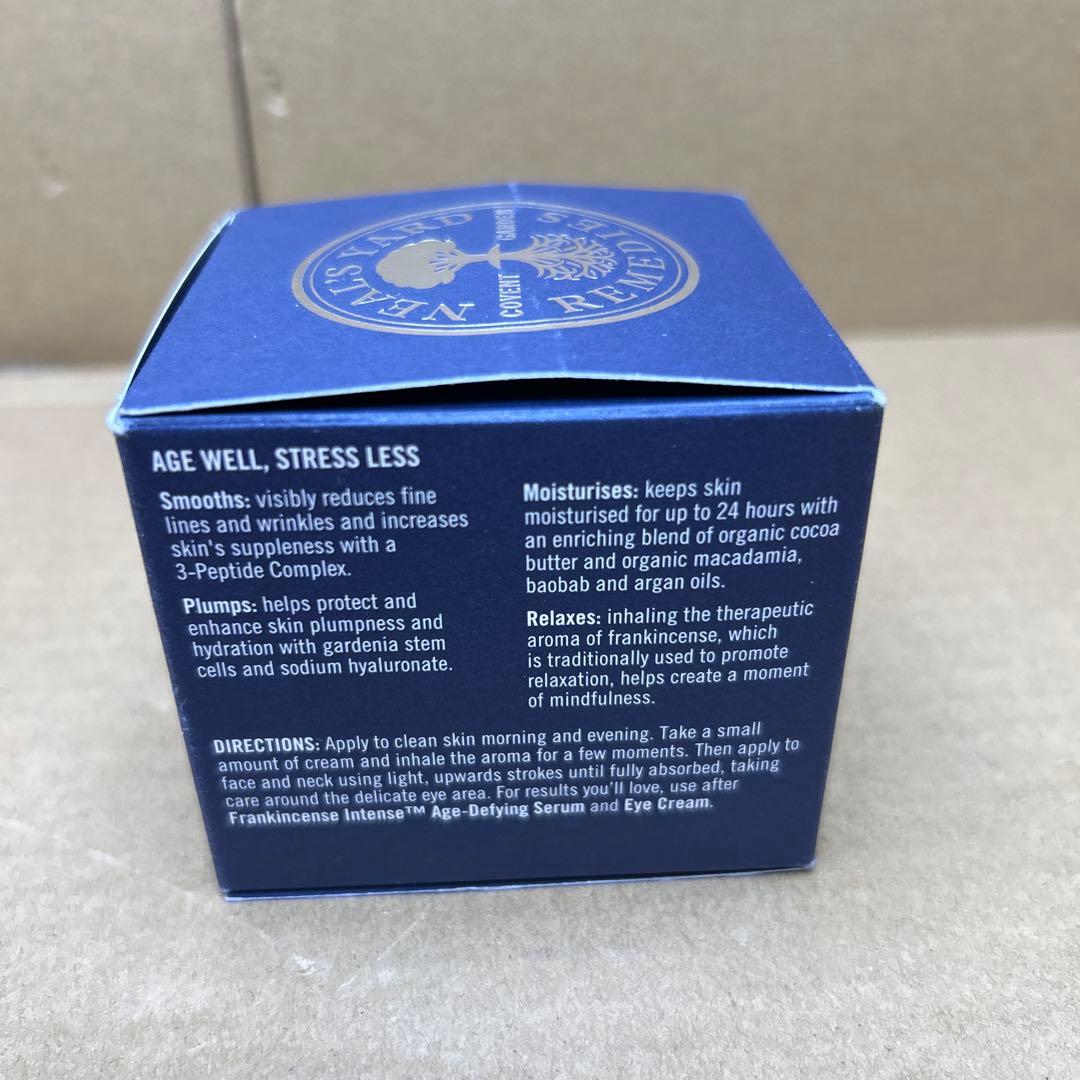 NEAL'S YARD
REMEDIES
COVENT GARDEN
AGE WELL, STRESS LESS
Smooths: visibly reduces fine
lines and wrinkles and increases
skin's suppleness with a
3-Peptide Complex.
Plumps: helps protect and
enhance skin plumpness and
hydration with gardenia stem
cells and sodium hyaluronate.
Moisturises: keeps skin
moisturised for up to 24 hours with
an enriching blend of organic cocoa
butter and organic macadamia,
baobab and argan oils.
Relaxes: inhaling the therapeutic
aroma of frankincense, which
is traditionally used to promote
relaxation, helps create a moment
of mindfulness.
DIRECTIONS: Apply to clean skin morning and evening. Take a small
amount of cream and inhale the aroma for a few moments. Then apply to
face and neck using light, upwards strokes until fully absorbed, taking
care around the delicate eye area. For results you'll love, use after
Frankincense Intense™ Age-Defying Serum and Eye Cream.